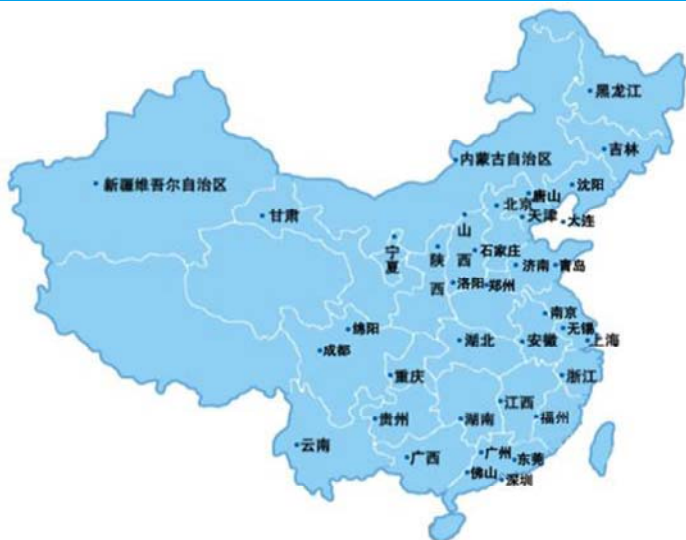 黑龙江
吉林
内蒙古自治区
新疆维吾尔自治区
沈阳
唐山
北京
天津
大连
甘肃
山西
宁夏
陕西
石家庄
济南
青岛
洛阳
郑州
南京
无锡
绵阳
湖北
安徽
上海
成都
重庆
浙江
江西
贵州
湖南
福州
云南
广西
广州
东莞
佛山
深圳